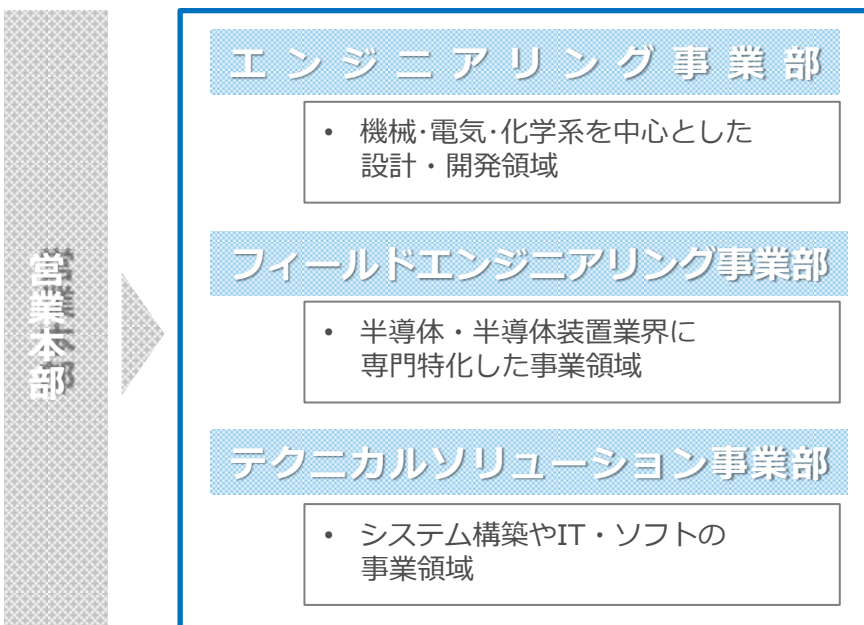 営業本部
エンジニアリング事業部
• 機械･電気･化学系を中心とした
設計・開発領域
フィールドエンジニアリング事業部
• 半導体・半導体装置業界に
専門特化した事業領域
テクニカルソリューション事業部
• システム構築やIT・ソフトの
事業領域